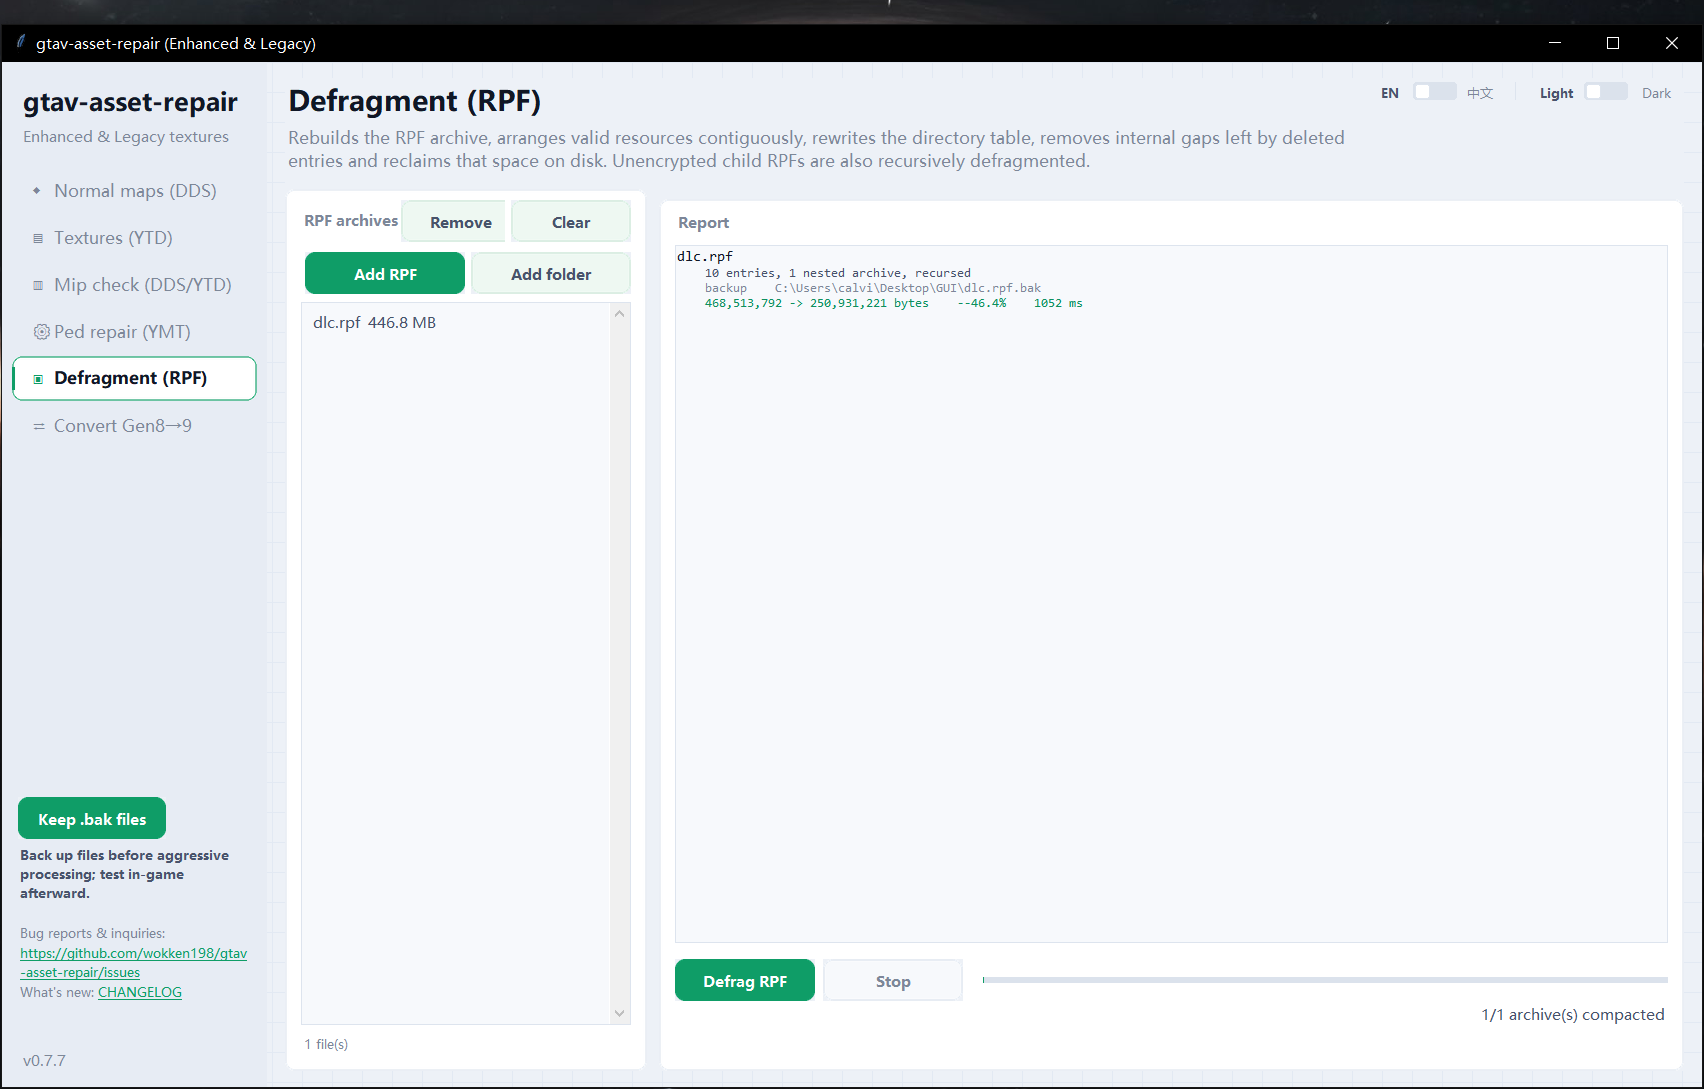 gtav-asset-repair (Enhanced & Legacy)
gtav-asset-repair
Enhanced & Legacy textures
Normal maps (DDS)
Textures (YTD)
Mip check (DDS/YTD)
Ped repair (YMT)
Defragment (RPF)
Convert Gen8→9
Keep .bak files
Back up files before aggressive
processing; test in-game
afterward.
Bug reports & inquiries:
https://github.com/wokken198/gtav
-asset-repair/issues
What's new: CHANGELOG
v0.7.7
Defragment (RPF)
EN 中文 Light Dark
Rebuilds the RPF archive, arranges valid resources contiguously, rewrites the directory table, removes internal gaps left by deleted
entries and reclaims that space on disk. Unencrypted child RPFs are also recursively defragmented.
RPF archives Remove Clear
Add RPF Add folder
dlc.rpf 446.8 MB
1 file(s)
Report
dlc.rpf
10 entries, 1 nested archive, recursed
backup C:\Users\calvi\Desktop\GUI\dlc.rpf.bak
468,513,792 -> 250,931,221 bytes --46.4% 1052 ms
Defrag RPF Stop
1/1 archive(s) compacted